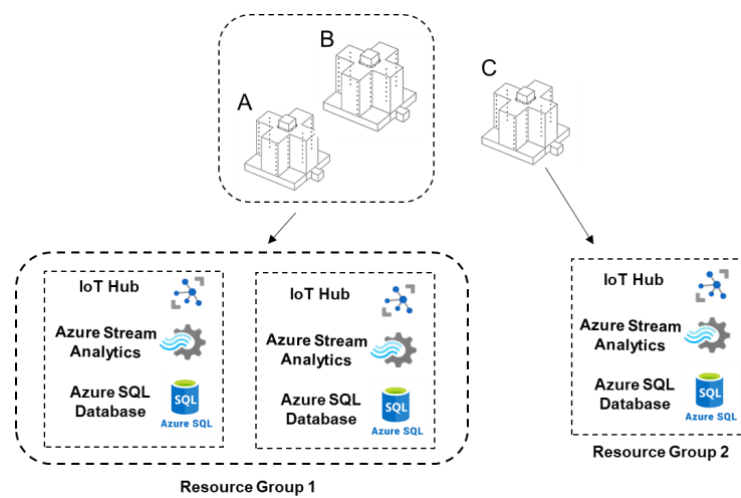 B
C
A
IoT Hub
Azure Stream
Analytics
Azure SQL
Database
SQL
Azure SQL
IoT Hub
Azure Stream
Analytics
Azure SQL
Database
SQL
Azure SQL
IoT Hub
Azure Stream
Analytics
Azure SQL
Database
SQL
Azure SQL
Resource Group 1
Resource Group 2